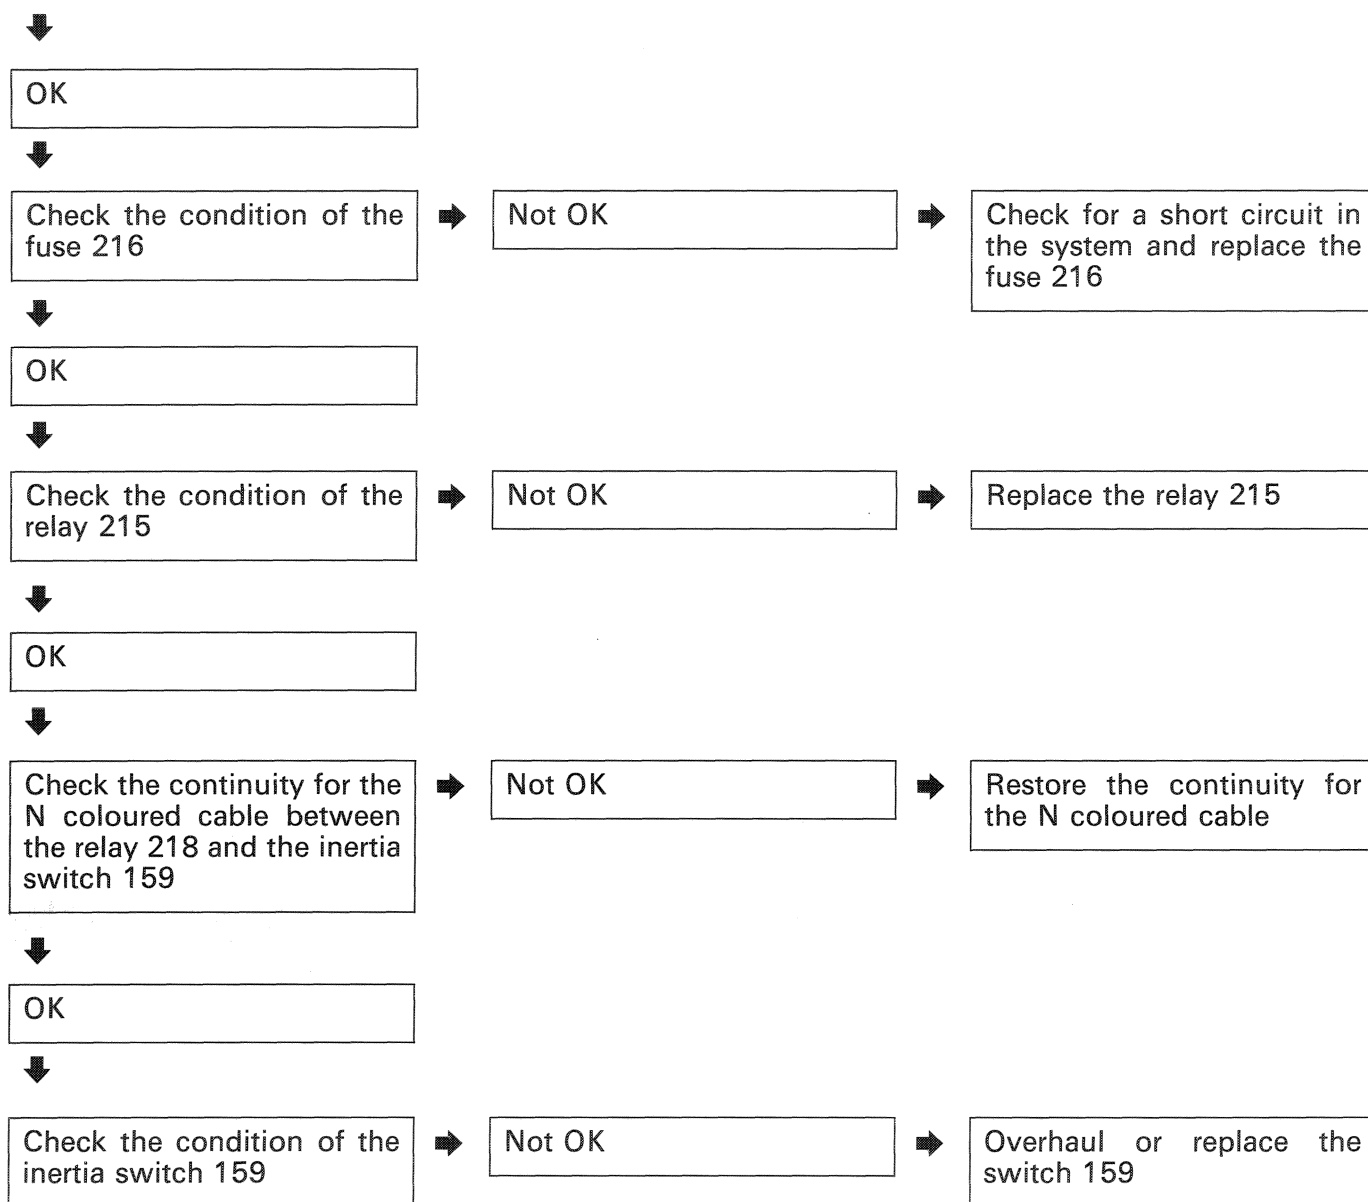 OK
Check the condition of the
fuse 216
Not OK
Check for a short circuit in
the system and replace the
fuse 216
OK
Check the condition of the
relay 215
Not OK
Replace the relay 215
OK
Check the continuity for the
N coloured cable between
the relay 218 and the inertia
switch 159
Not OK
Restore the continuity for
the N coloured cable
OK
Check the condition of the
inertia switch 159
Not OK
Overhaul or replace the
switch 159